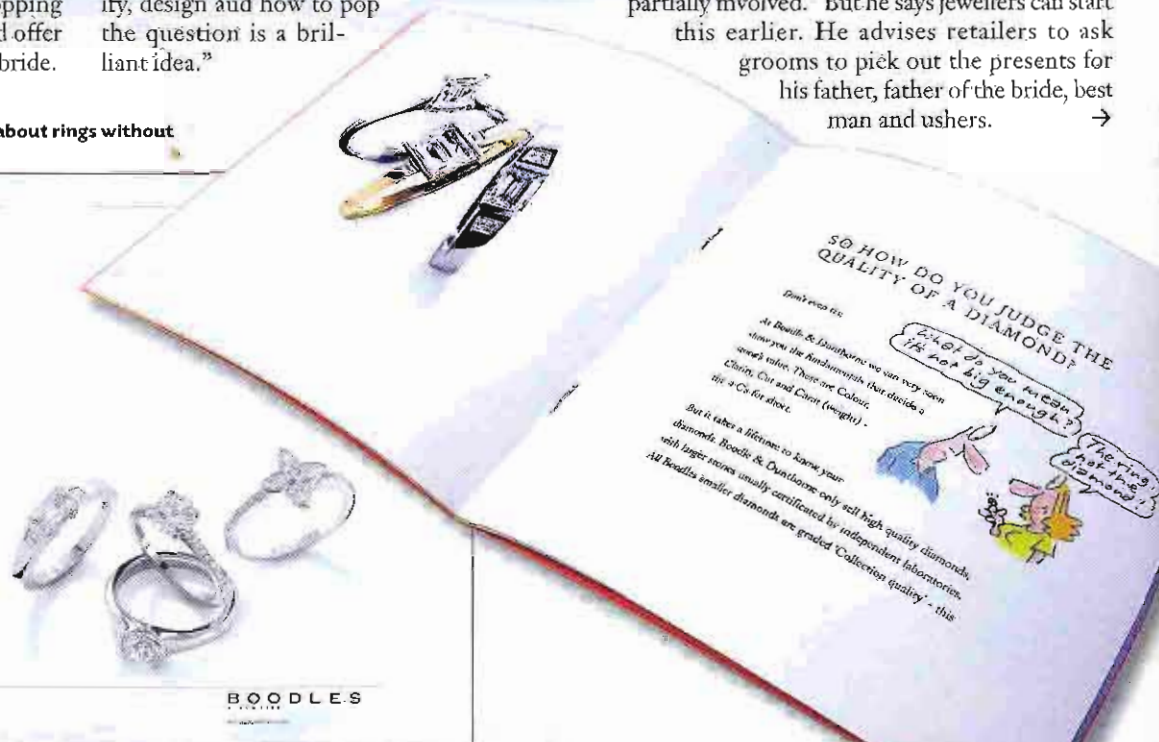 opping
d offer
bride.
ity, design aud how to pop
the question is a bril-
liant idea."
about rings without
partially involved." But he says jewellers can start
this earlier. He advises retailers to ask
grooms to pick out the presents for
his father, father of the bride, best
man and ushers. →
SO HOW DO YOU JUDGE THE
QUALITY OF A DIAMOND?
Don't even try.
At Boodle & Dunthorne we can very soon
show you the fundamentals that decide a
stone's value. These are Colour,
Clarity, Cut and Carat (weight) -
the 4 Cs for short.
But it takes a lifetime to know your
diamonds. Boodle & Dunthorne only sell high quality diamonds,
with larger stones usually certificated by independent laboratories.
All Boodles smaller diamonds are graded 'Collection quality' - this
What do you mean,
it's not big enough?
The ring,
not the
diamond!
BOODLES